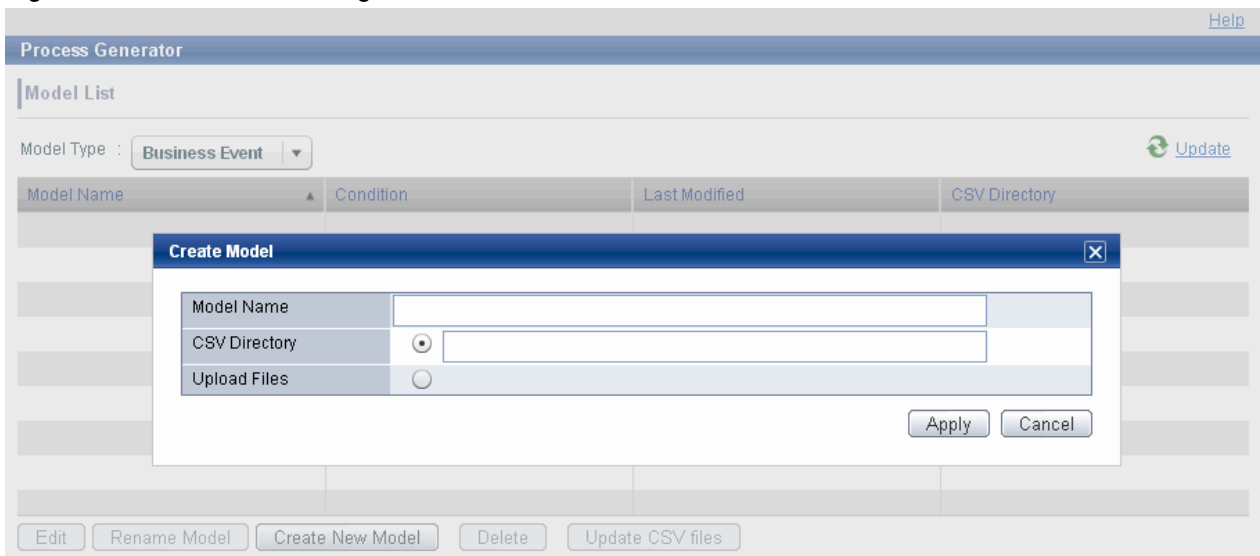 Help
Process Generator
Model List
Model Type : Business Event
Update
Model Name Condition Last Modified CSV Directory
Create Model
Model Name
CSV Directory
Upload Files
Apply Cancel
Edit Rename Model Create New Model Delete Update CSV files